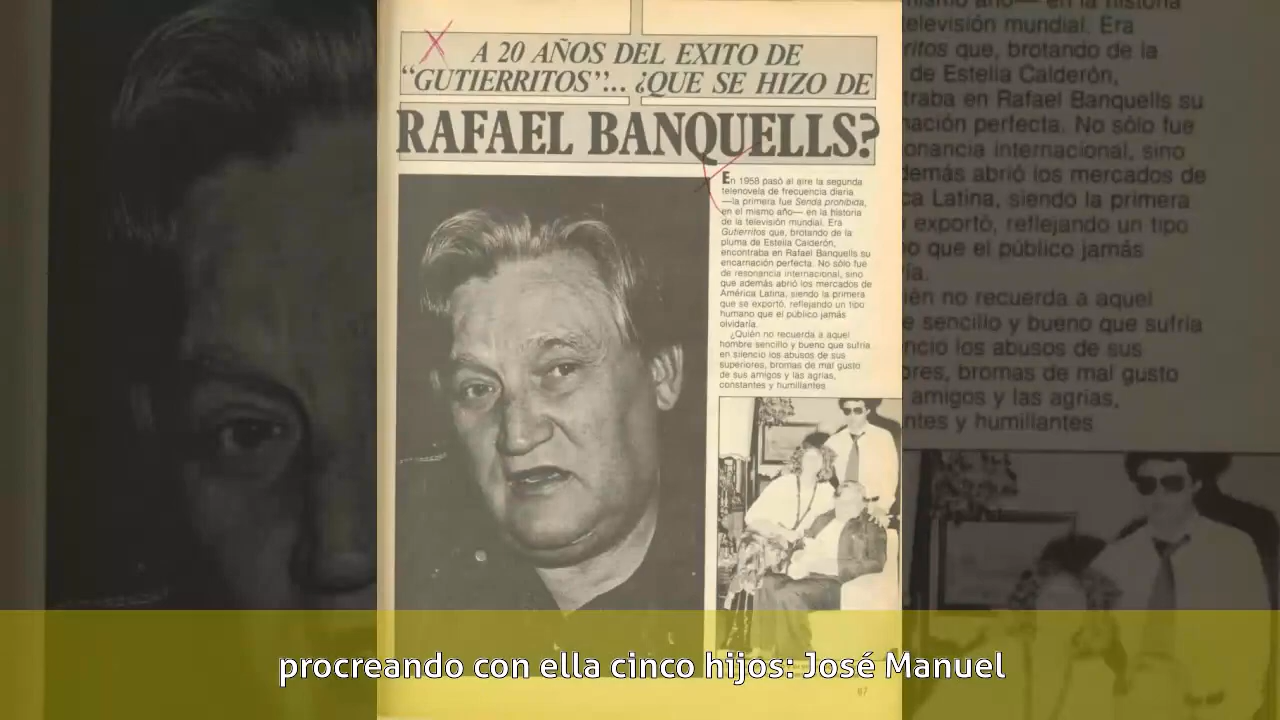 A 20 AÑOS DEL EXITO DE
“GUTIERRITOS”... ¿QUE SE HIZO DE
RAFAEL BANQUELLS?
En 1958 pasó al aire la segunda
telenovela de frecuencia diaria
—la primera fue Senda prohibida,
en el mismo año— en la historia
de la televisión mundial. Era
Gutierritos que, brotando de la
pluma de Estelia Calderón,
encontraba en Rafael Banquells su
encarnación perfecta. No sólo fue
de resonancia internacional, sino
que además abrió los mercados de
América Latina, siendo la primera
que se exportó, reflejando un tipo
humano que el público jamás
olvidaría.
¿Quién no recuerda a aquel
hombre sencillo y bueno que sufría
en silencio los abusos de sus
superiores, bromas de mal gusto
de sus amigos y las agrias,
constantes y humillantes
67
procreando con ella cinco hijos: José Manuel